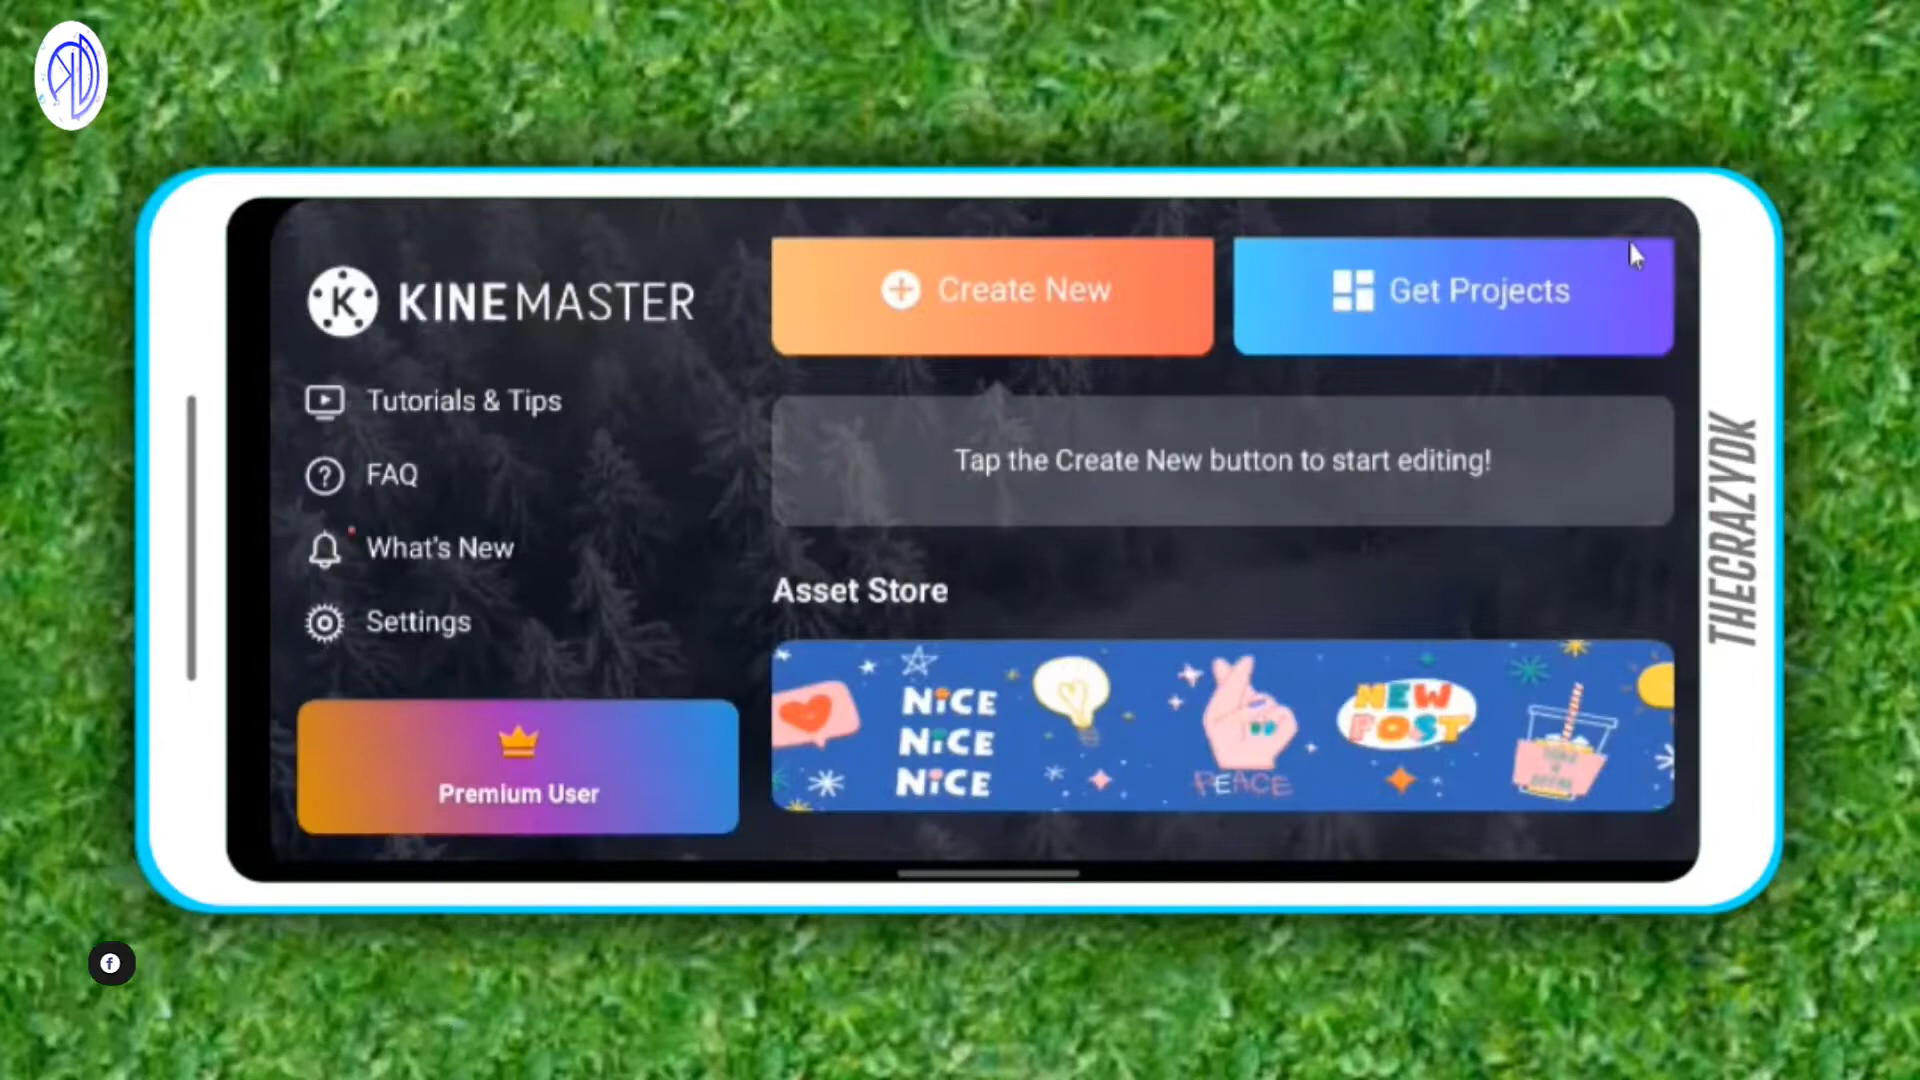 KINEMASTER
Create New
Get Projects
Tutorials & Tips
FAQ
What's New
Settings
Premium User
Tap the Create New button to start editing!
Asset Store
NiCE
NiCE
NiCE
PEACE
NEW
POST
THECRAZYDK